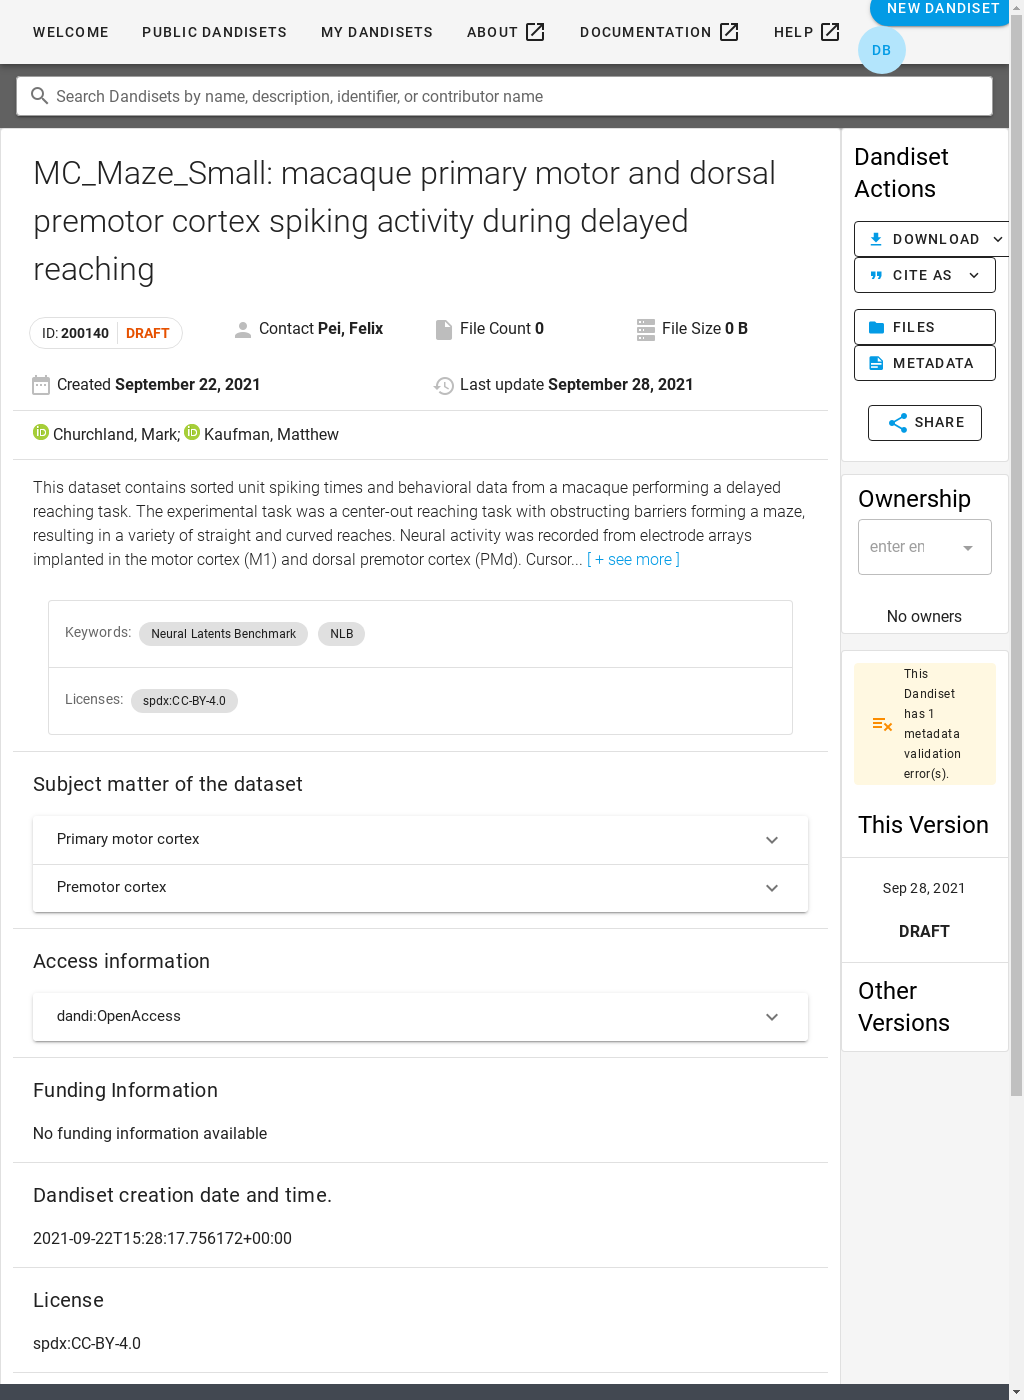 WELCOME PUBLIC DANDISETS MY DANDISETS ABOUT DOCUMENTATION HELP NEW DANDISET
DB
Search Dandisets by name, description, identifier, or contributor name
MC_Maze_Small: macaque primary motor and dorsal
premotor cortex spiking activity during delayed
reaching
ID: 200140 DRAFT Contact Pei, Felix File Count 0 File Size 0 B
Created September 22, 2021 Last update September 28, 2021
iD Churchland, Mark; iD Kaufman, Matthew
This dataset contains sorted unit spiking times and behavioral data from a macaque performing a delayed
reaching task. The experimental task was a center-out reaching task with obstructing barriers forming a maze,
resulting in a variety of straight and curved reaches. Neural activity was recorded from electrode arrays
implanted in the motor cortex (M1) and dorsal premotor cortex (PMd). Cursor... [ + see more ]
Keywords: Neural Latents Benchmark NLB
Licenses: spdx:CC-BY-4.0
Subject matter of the dataset
Primary motor cortex
Premotor cortex
Access information
dandi:OpenAccess
Funding Information
No funding information available
Dandiset creation date and time.
2021-09-22T15:28:17.756172+00:00
License
spdx:CC-BY-4.0
Dandiset
Actions
DOWNLOAD
CITE AS
FILES
METADATA
SHARE
Ownership
enter en
No owners
This
Dandiset
has 1
metadata
validation
error(s).
This Version
Sep 28, 2021
DRAFT
Other
Versions